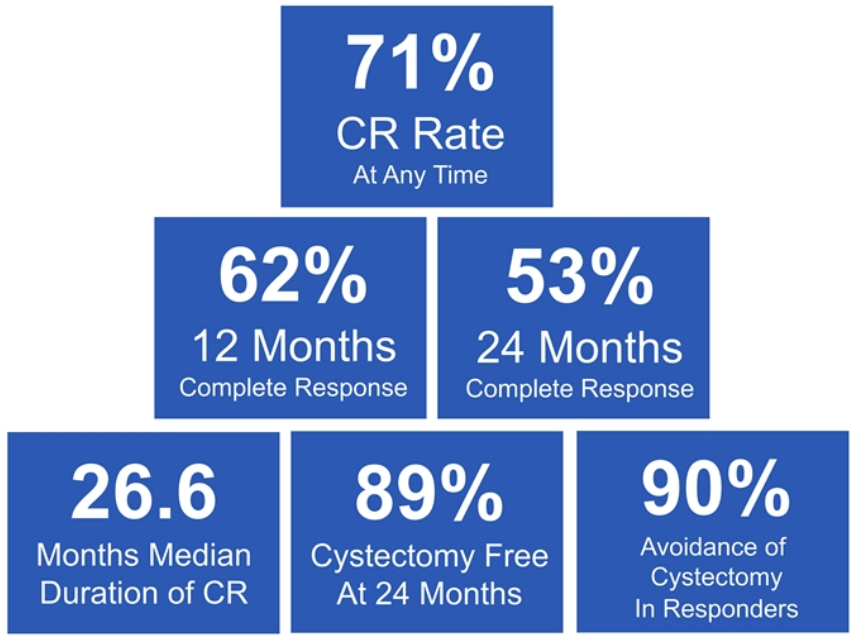 71%
CR Rate
At Any Time
62%
12 Months
Complete Response
53%
24 Months
Complete Response
26.6
Months Median
Duration of CR
89%
Cystectomy Free
At 24 Months
90%
Avoidance of
Cystectomy
In Responders